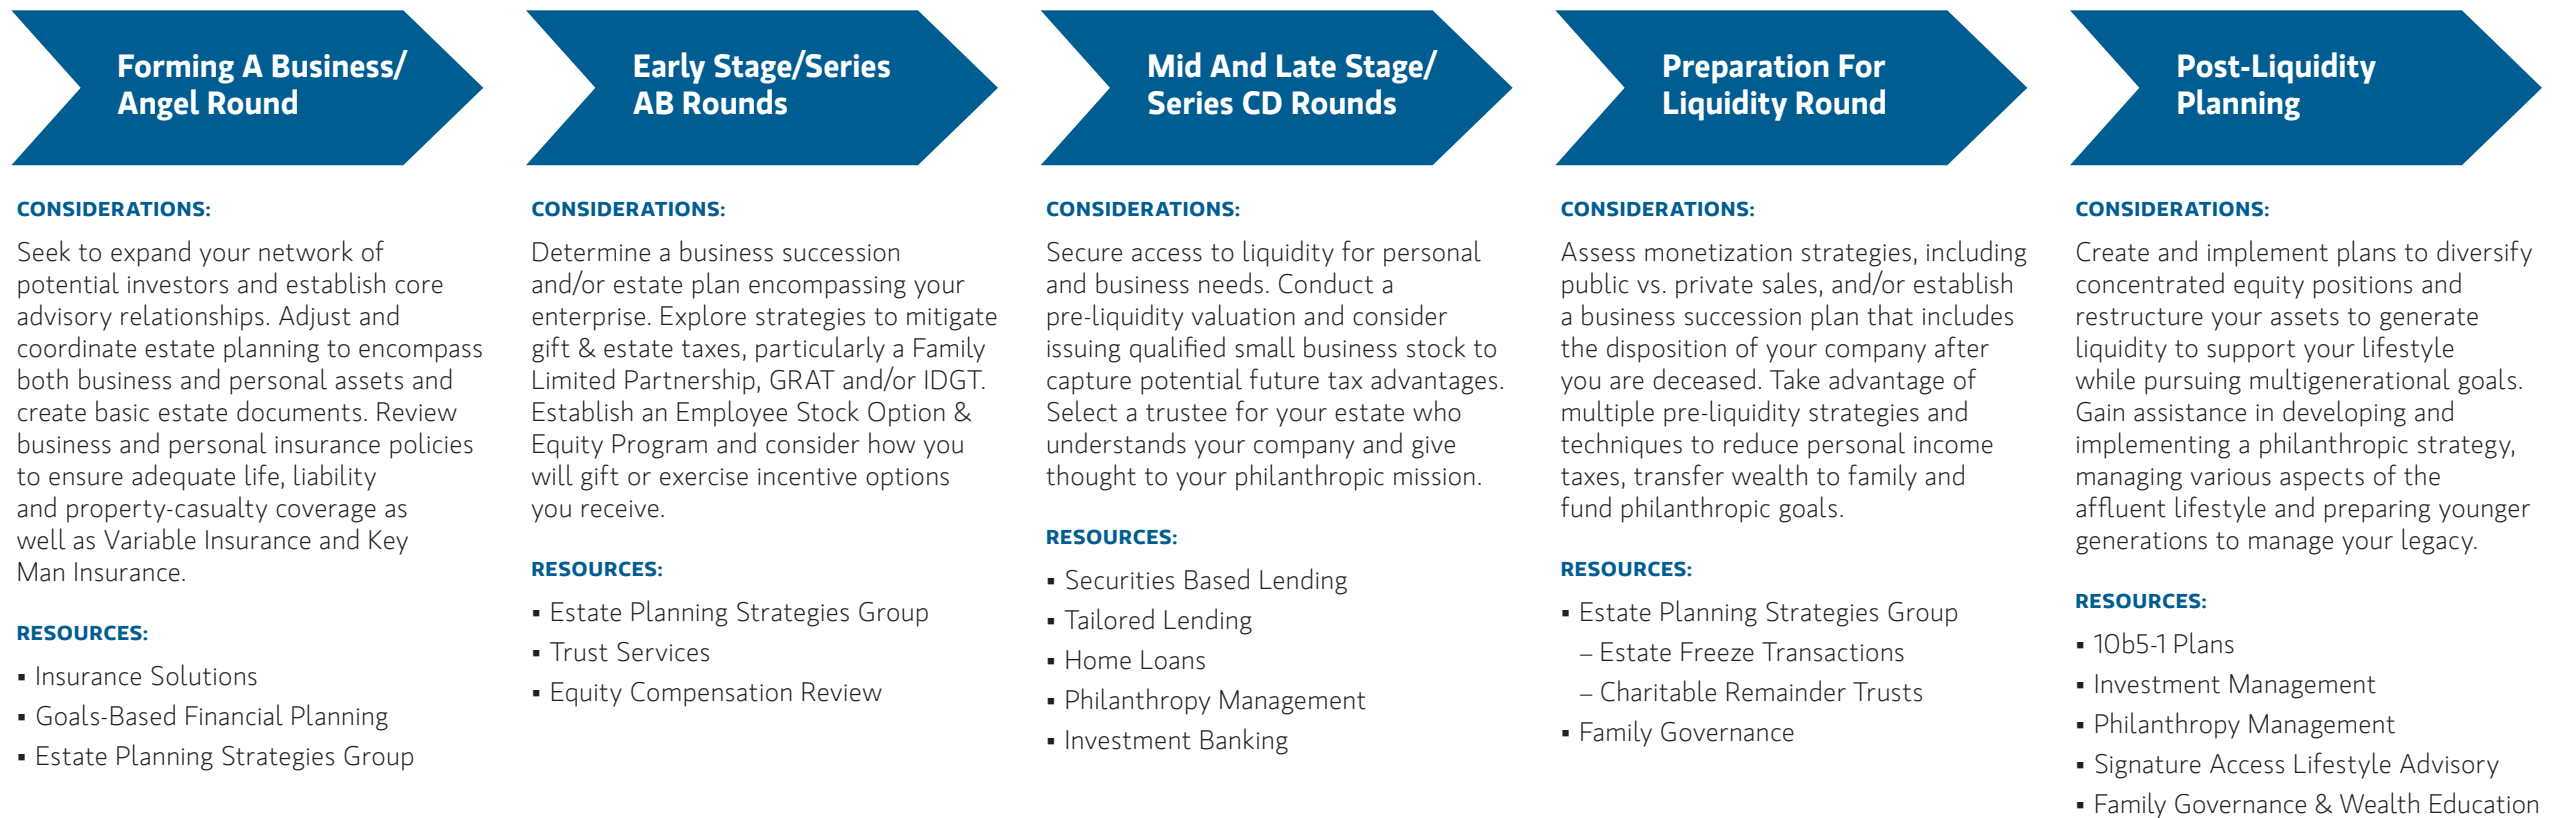 Forming A Business/
Angel Round
CONSIDERATIONS:
Seek to expand your network of
potential investors and establish core
advisory relationships. Adjust and
coordinate estate planning to encompass
both business and personal assets and
create basic estate documents. Review
business and personal insurance policies
to ensure adequate life, liability
and property-casualty coverage as
well as Variable Insurance and Key
Man Insurance.
RESOURCES:
▪ Insurance Solutions
▪ Goals-Based Financial Planning
▪ Estate Planning Strategies Group
Early Stage/Series
AB Rounds
CONSIDERATIONS:
Determine a business succession
and/or estate plan encompassing your
enterprise. Explore strategies to mitigate
gift & estate taxes, particularly a Family
Limited Partnership, GRAT and/or IDGT.
Establish an Employee Stock Option &
Equity Program and consider how you
will gift or exercise incentive options
you receive.
RESOURCES:
▪ Estate Planning Strategies Group
▪ Trust Services
▪ Equity Compensation Review
Mid And Late Stage/
Series CD Rounds
CONSIDERATIONS:
Secure access to liquidity for personal
and business needs. Conduct a
pre-liquidity valuation and consider
issuing qualified small business stock to
capture potential future tax advantages.
Select a trustee for your estate who
understands your company and give
thought to your philanthropic mission.
RESOURCES:
▪ Securities Based Lending
▪ Tailored Lending
▪ Home Loans
▪ Philanthropy Management
▪ Investment Banking
Preparation For
Liquidity Round
CONSIDERATIONS:
Assess monetization strategies, including
public vs. private sales, and/or establish
a business succession plan that includes
the disposition of your company after
you are deceased. Take advantage of
multiple pre-liquidity strategies and
techniques to reduce personal income
taxes, transfer wealth to family and
fund philanthropic goals.
RESOURCES:
▪ Estate Planning Strategies Group
– Estate Freeze Transactions
– Charitable Remainder Trusts
▪ Family Governance
Post-Liquidity
Planning
CONSIDERATIONS:
Create and implement plans to diversify
concentrated equity positions and
restructure your assets to generate
liquidity to support your lifestyle
while pursuing multigenerational goals.
Gain assistance in developing and
implementing a philanthropic strategy,
managing various aspects of the
affluent lifestyle and preparing younger
generations to manage your legacy.
RESOURCES:
▪ 10b5-1 Plans
▪ Investment Management
▪ Philanthropy Management
▪ Signature Access Lifestyle Advisory
▪ Family Governance & Wealth Education